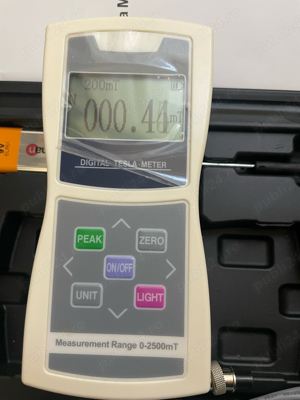 a M
200mT
N
000.44
mT
DIGITAL TESLA-METER
PEAK
ZERO
ON/OFF
UNIT
LIGHT
Measurement Range 0-2500mT